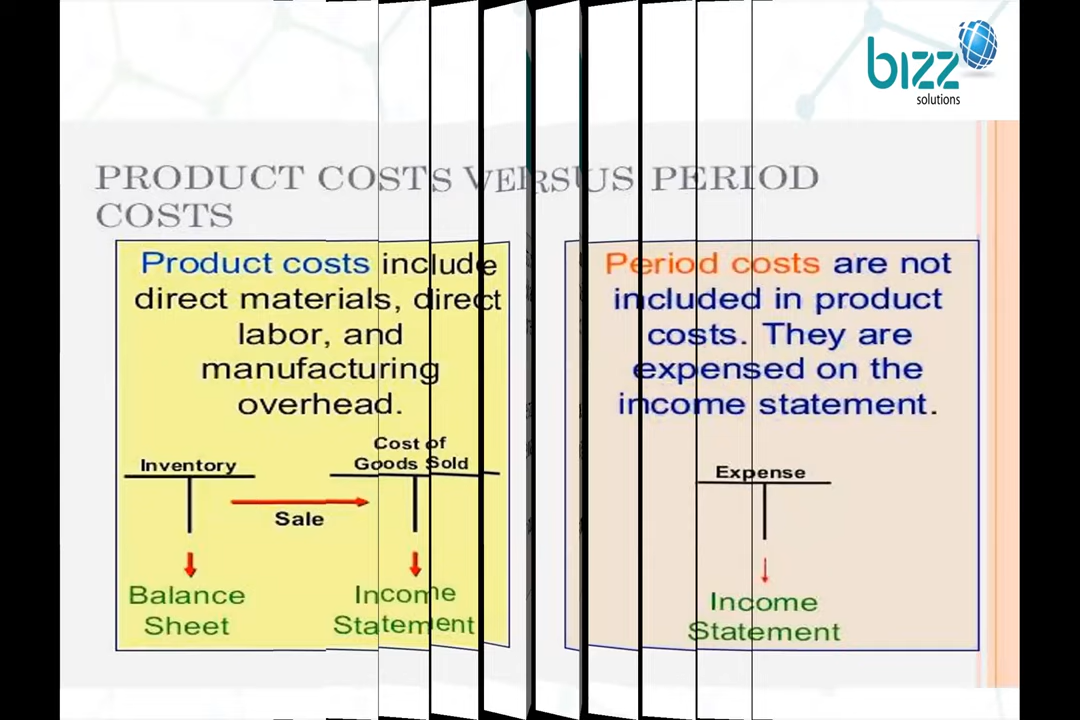 bizz
solutions
PRODUCT COSTS VERSUS PERIOD
COSTS
Product costs include
direct materials, direct
labor, and
manufacturing
overhead.
Inventory
Cost of
Goods Sold
Sale
Balance
Sheet
Income
Statement
Period costs are not
included in product
costs. They are
expensed on the
income statement.
Expense
Income
Statement